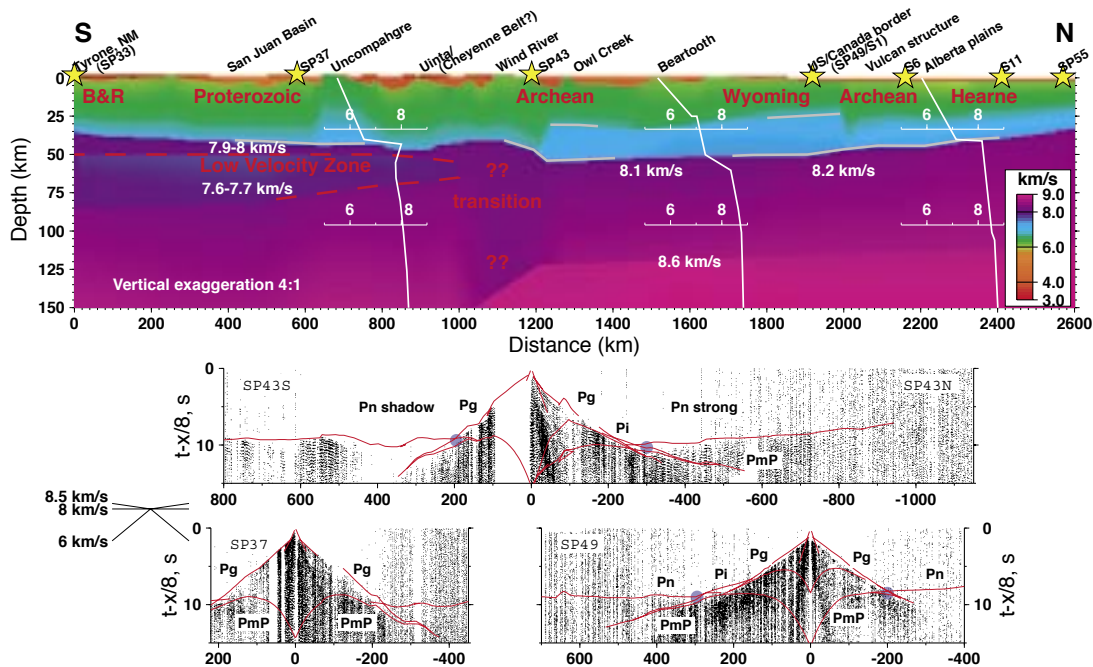 S
N
Tyrone, NM
(SP33)
San Juan Basin
SP37
Uncompahgre
Uinta/
(Cheyenne Belt?)
Wind River
SP43
Owl Creek
Beartooth
US/Canada border
(SP49/S1)
Vulcan structure
S6
Alberta plains
S11
SP55
B&R
Proterozoic
Archean
Wyoming
Archean
Hearne
0
25
50
75
100
125
150
Depth (km)
6 8
6 8
6 8
7.9-8 km/s
Low Velocity Zone
7.6-7.7 km/s
??
transition
??
8.1 km/s
8.2 km/s
6 8
6 8
6 8
8.6 km/s
Vertical exaggeration 4:1
km/s
9.0
8.0
6.0
4.0
3.0
0 200 400 600 800 1000 1200 1400 1600 1800 2000 2200 2400 2600
Distance (km)
0
10
t-x/8, s
SP43S
SP43N
Pn shadow
Pg
Pg
Pi
Pn strong
PmP
800 600 400 200 0 -200 -400 -600 -800 -1000
8.5 km/s
8 km/s
6 km/s
0
10
t-x/8, s
SP37
Pg
Pg
PmP
PmP
200 0 -200 -400
SP49
Pn
Pi
Pg
Pg
Pn
PmP
PmP
0
10
t-x/8, s
600 400 200 0 -200 -400